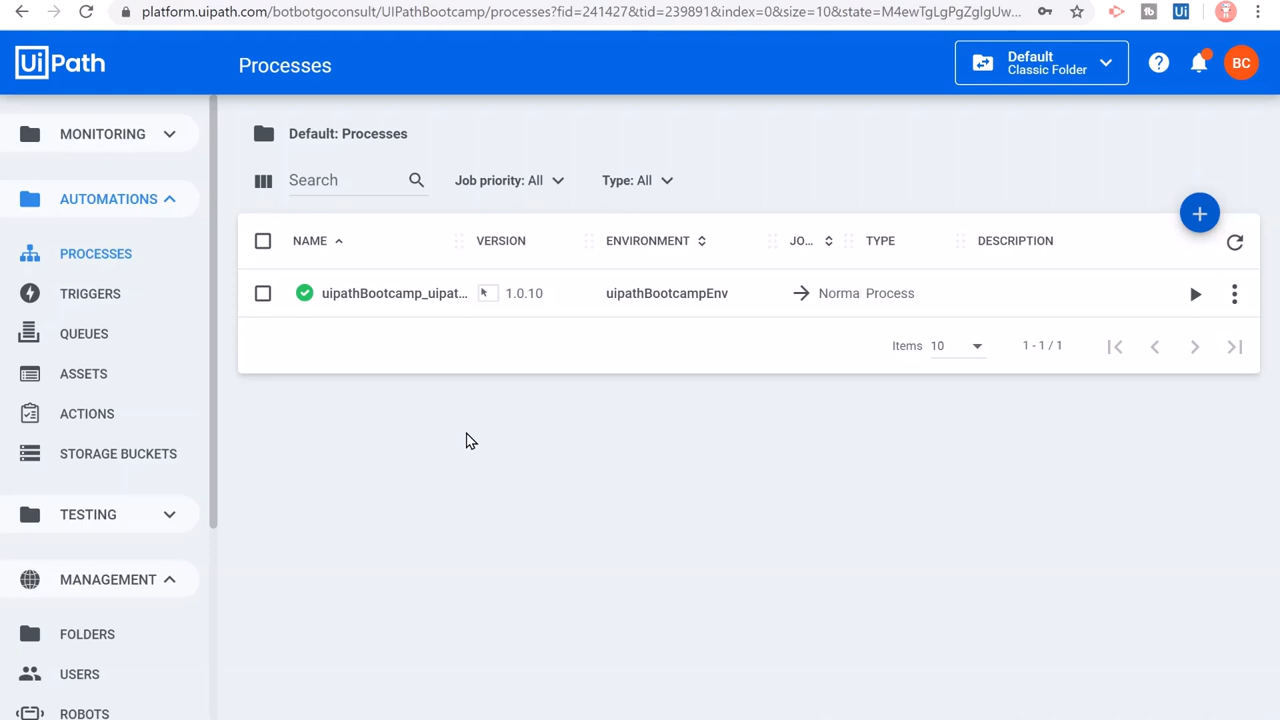 platform.uipath.com/botbotgoconsult/UIPathBootcamp/processes?fid=241427&tid=239891&index=0&size=10&state=M4ewTgLgPgZglgUw...
fb
Ui
UiPath
Processes
Default
Classic Folder
?
BC
MONITORING
Default: Processes
Search
Job priority: All
Type: All
AUTOMATIONS
+
NAME
VERSION
ENVIRONMENT
JO...
TYPE
DESCRIPTION
PROCESSES
uipathBootcamp_uipat...
1.0.10
uipathBootcampEnv
Norma
Process
TRIGGERS
QUEUES
Items
10
1 - 1 / 1
ASSETS
ACTIONS
STORAGE BUCKETS
TESTING
MANAGEMENT
FOLDERS
USERS
ROBOTS